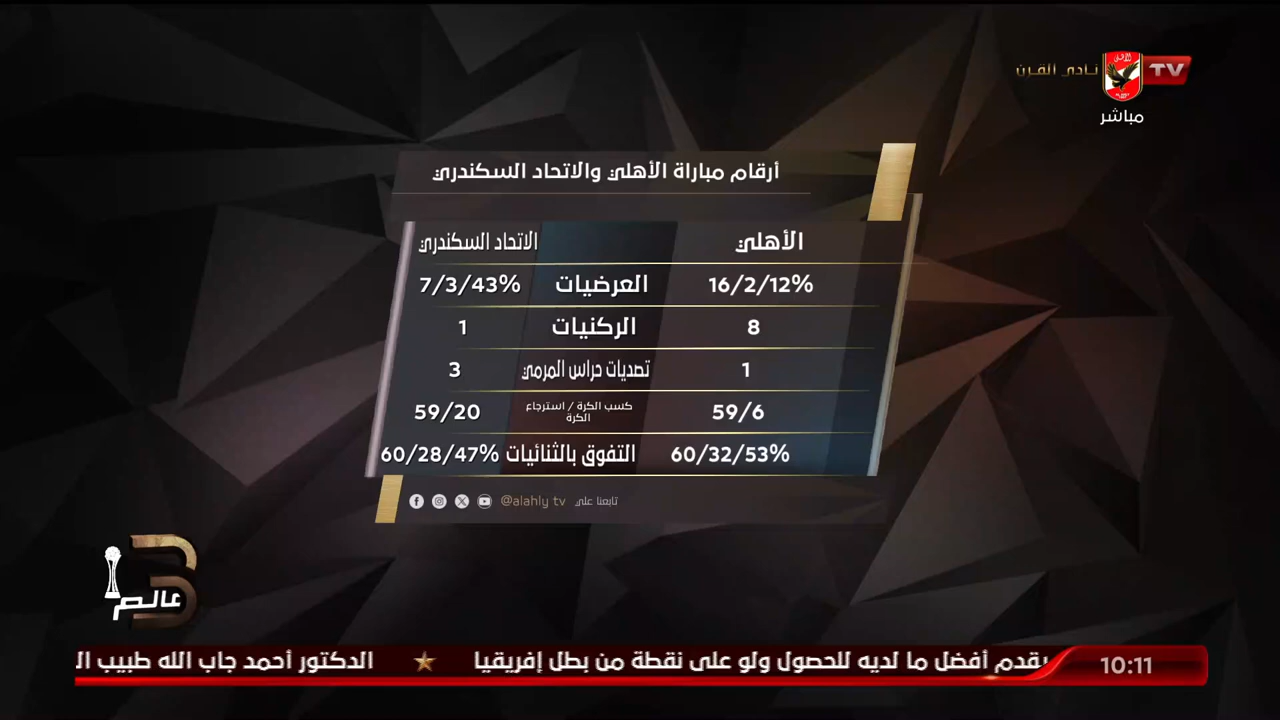 نادي القرن TV
مباشر
أرقام مباراة الأهلي والاتحاد السكندري
الأهلي الاتحاد السكندري
16/2/12% العرضيات 7/3/43%
8 الركنيات 1
1 تصديات حراس المرمي 3
59/6 كسب الكرة / استرجاع الكرة 59/20
60/32/53% التفوق بالثنائيات 60/28/47%
تابعنا علي @alahly tv
3 عالم
10:11 يقدم أفضل ما لديه للحصول ولو على نقطة من بطل إفريقيا ★ الدكتور أحمد جاب الله طبيب ال